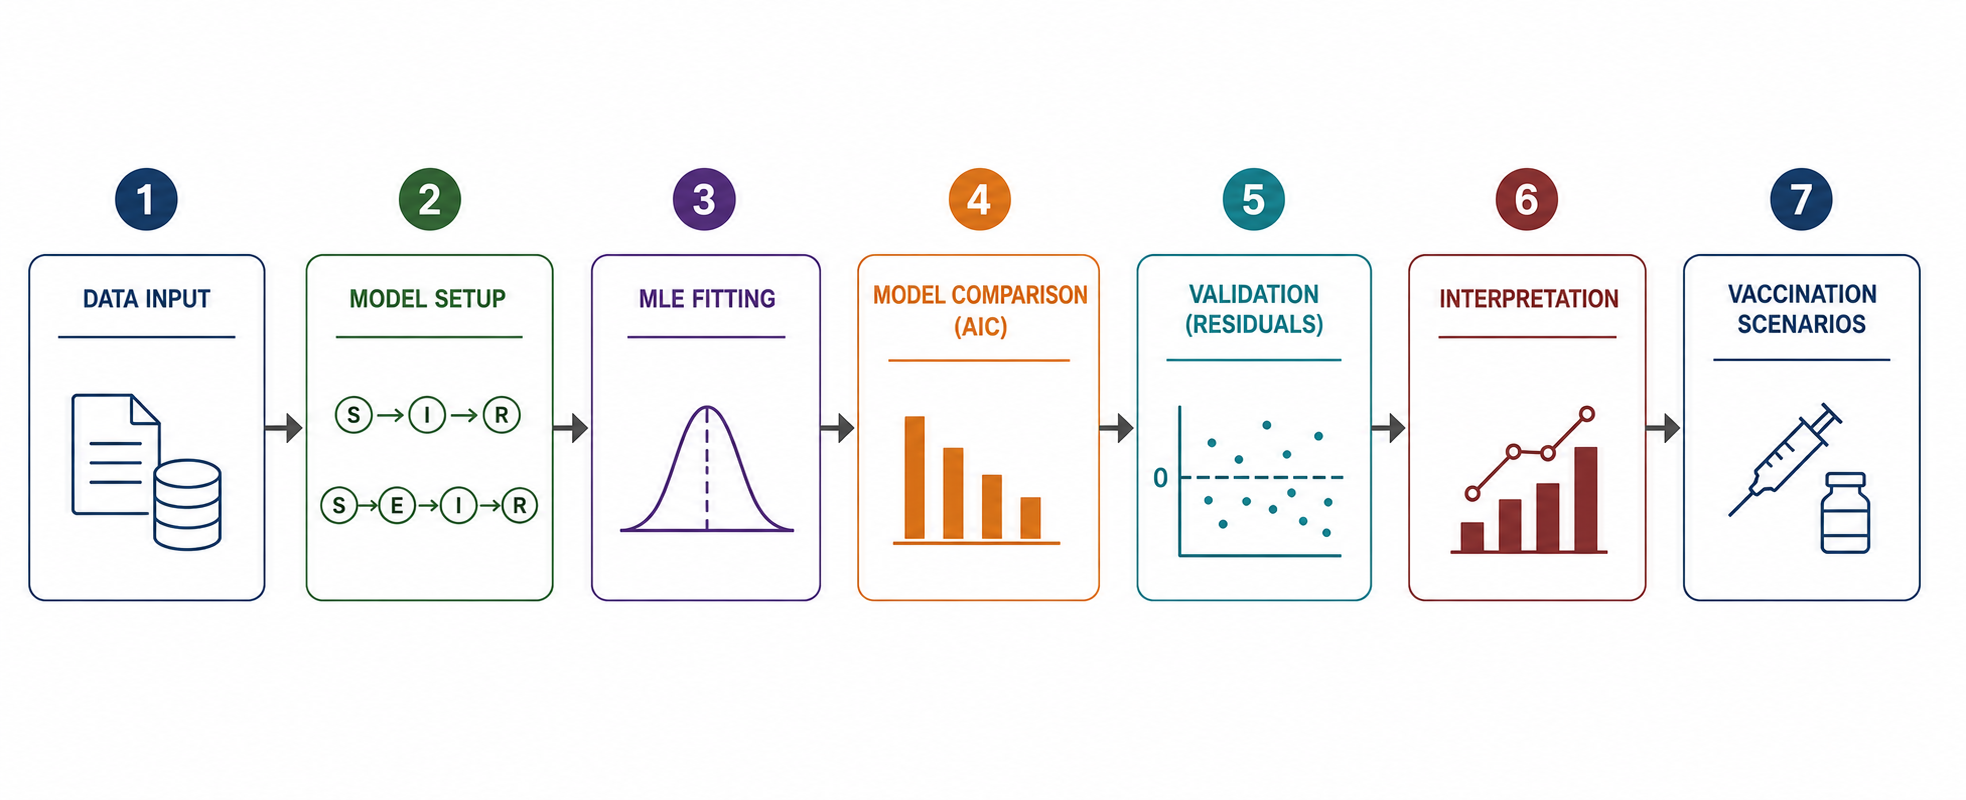 1
DATA INPUT
2
MODEL SETUP
S I R
S E I R
3
MLE FITTING
4
MODEL COMPARISON
(AIC)
5
VALIDATION
(RESIDUALS)
0
6
INTERPRETATION
7
VACCINATION
SCENARIOS